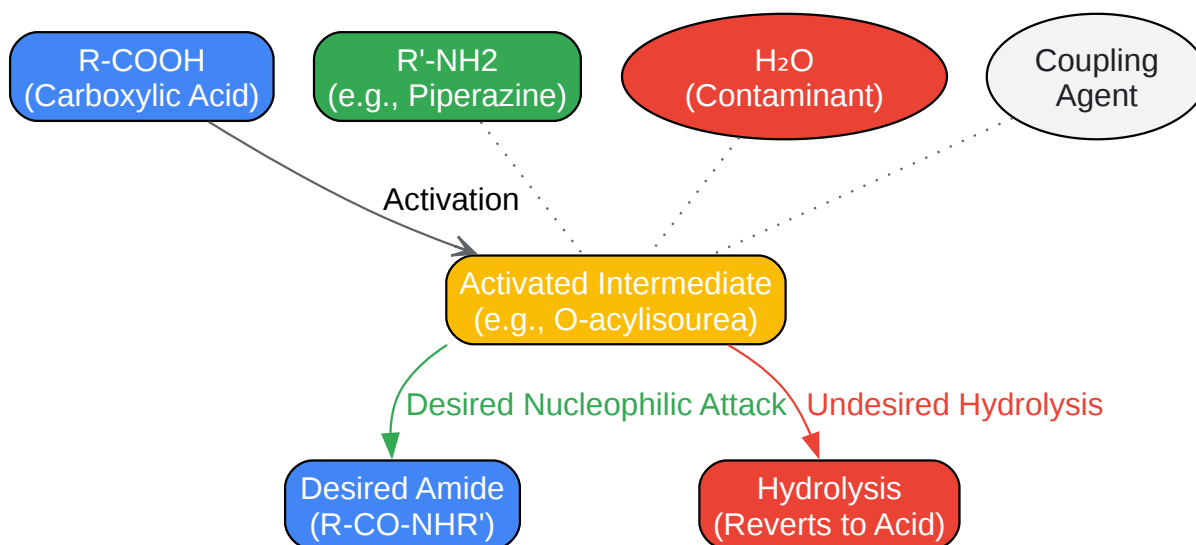 R-COOH
(Carboxylic Acid)
R'-NH2
(e.g., Piperazine)
H₂O
(Contaminant)
Coupling
Agent
Activation
Activated Intermediate
(e.g., O-acylisourea)
Desired Nucleophilic Attack
Undesired Hydrolysis
Desired Amide
(R-CO-NHR')
Hydrolysis
(Reverts to Acid)